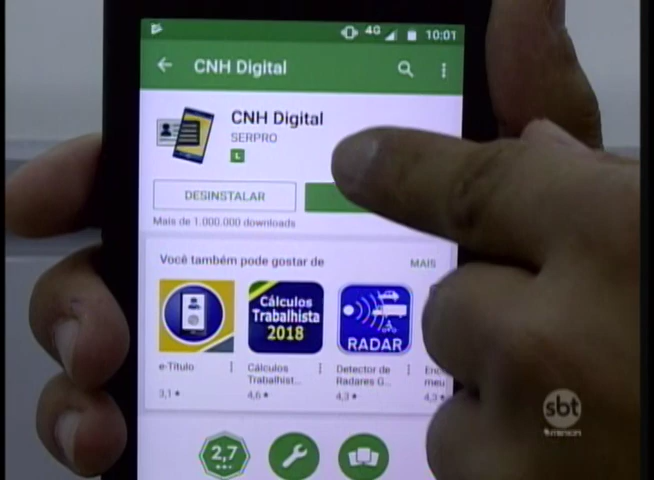 4G 10:01
CNH Digital
CNH Digital
SERPRO
L
DESINSTALAR
Mais de 1.000.000 downloads
Você também pode gostar de MAIS
Cálculos
Trabalhista
2018
RADAR
e-Título
Cálculos
Trabalhist...
Detector de
Radares G...
meu
3,1★
4,6★
4,3★
4,3
2,7
sbt